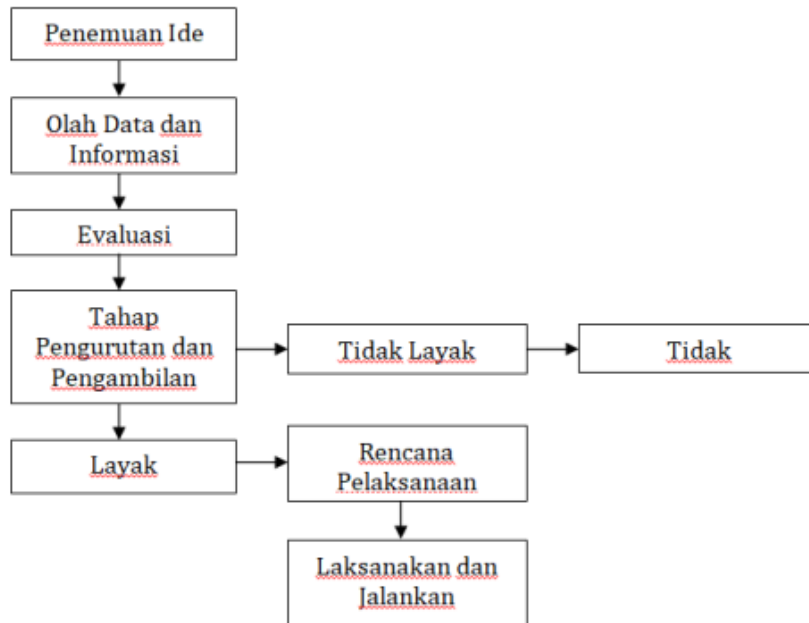 Penemuan Ide
Olah Data dan
Informasi
Evaluasi
Tahap
Pengurutan dan
Pengambilan
Tidak Layak
Tidak
Layak
Rencana
Pelaksanaan
Laksanakan dan
Jalankan